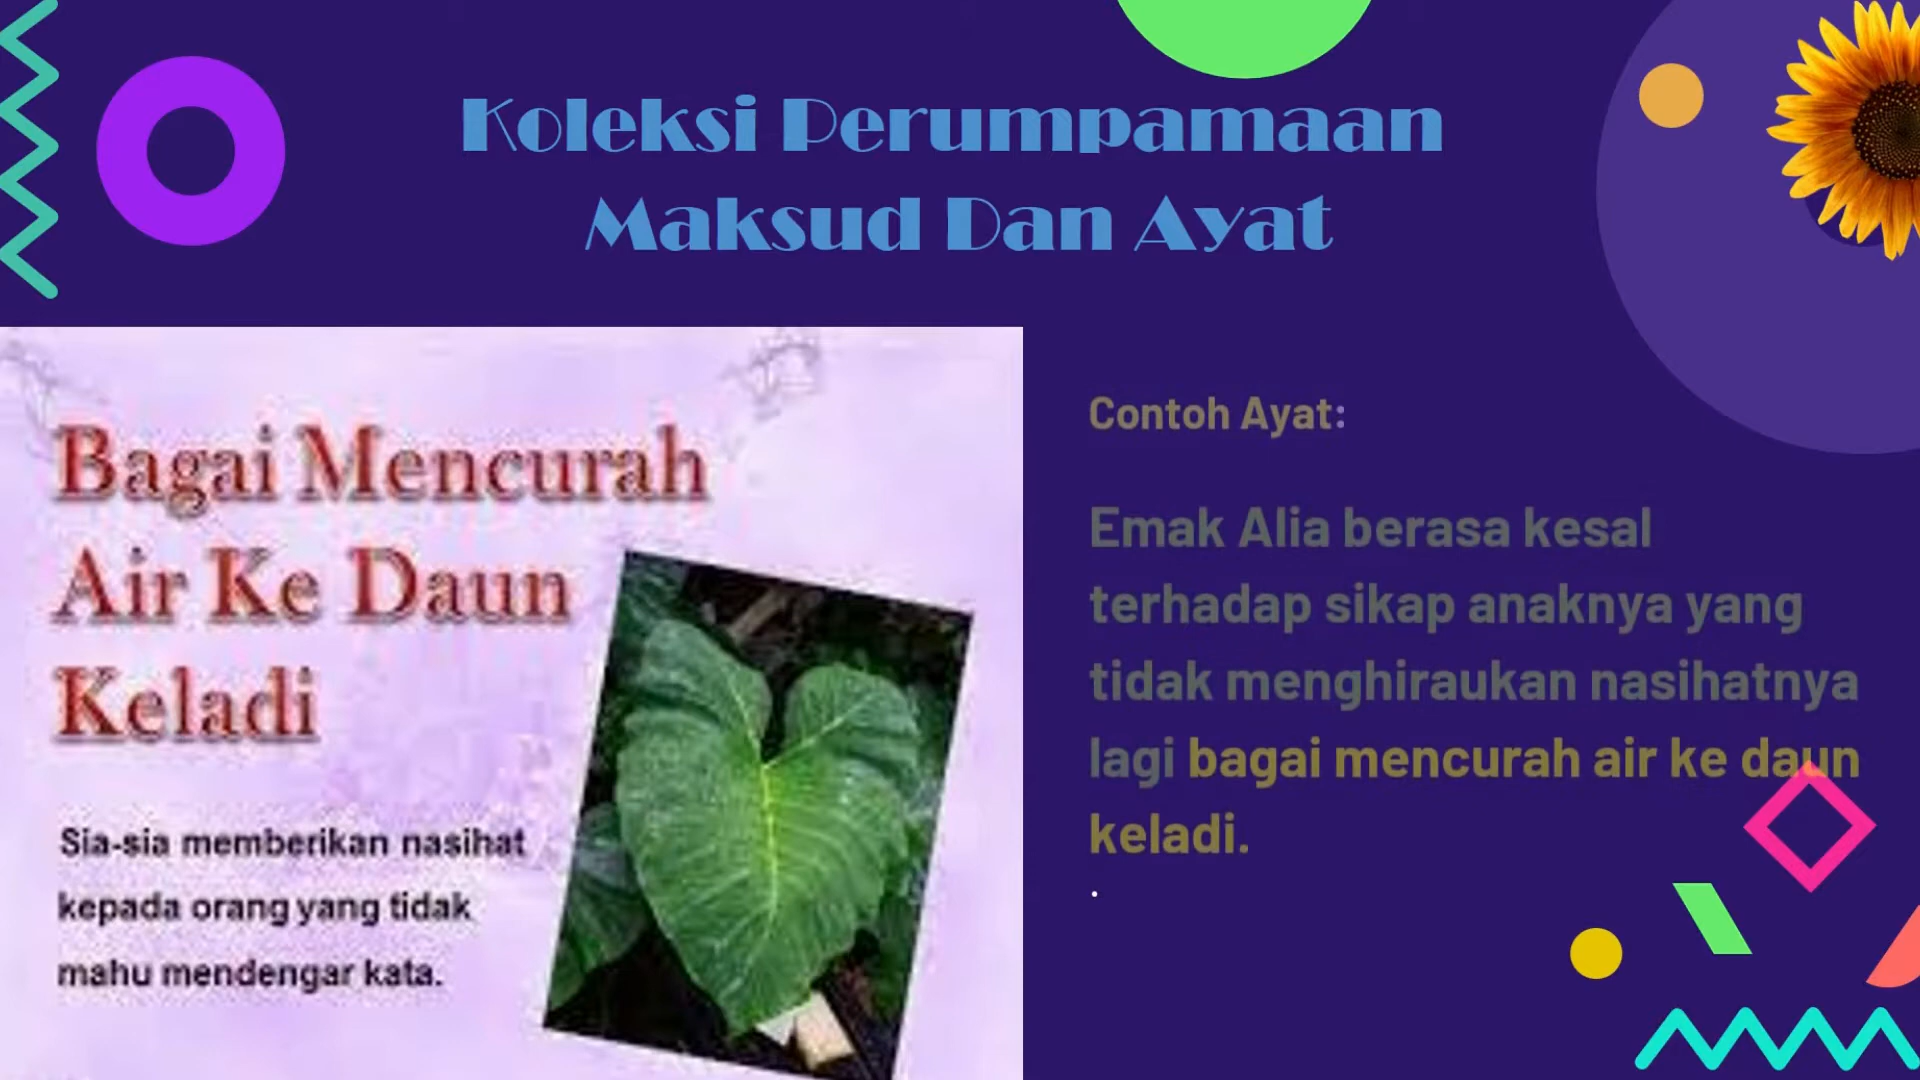 Koleksi Perumpamaan
Maksud Dan Ayat
Bagai Mencurah
Air Ke Daun
Keladi
Sia-sia memberikan nasihat
kepada orang yang tidak
mahu mendengar kata.
Contoh Ayat:
Emak Alia berasa kesal
terhadap sikap anaknya yang
tidak menghiraukan nasihatnya
lagi bagai mencurah air ke daun
keladi.
.